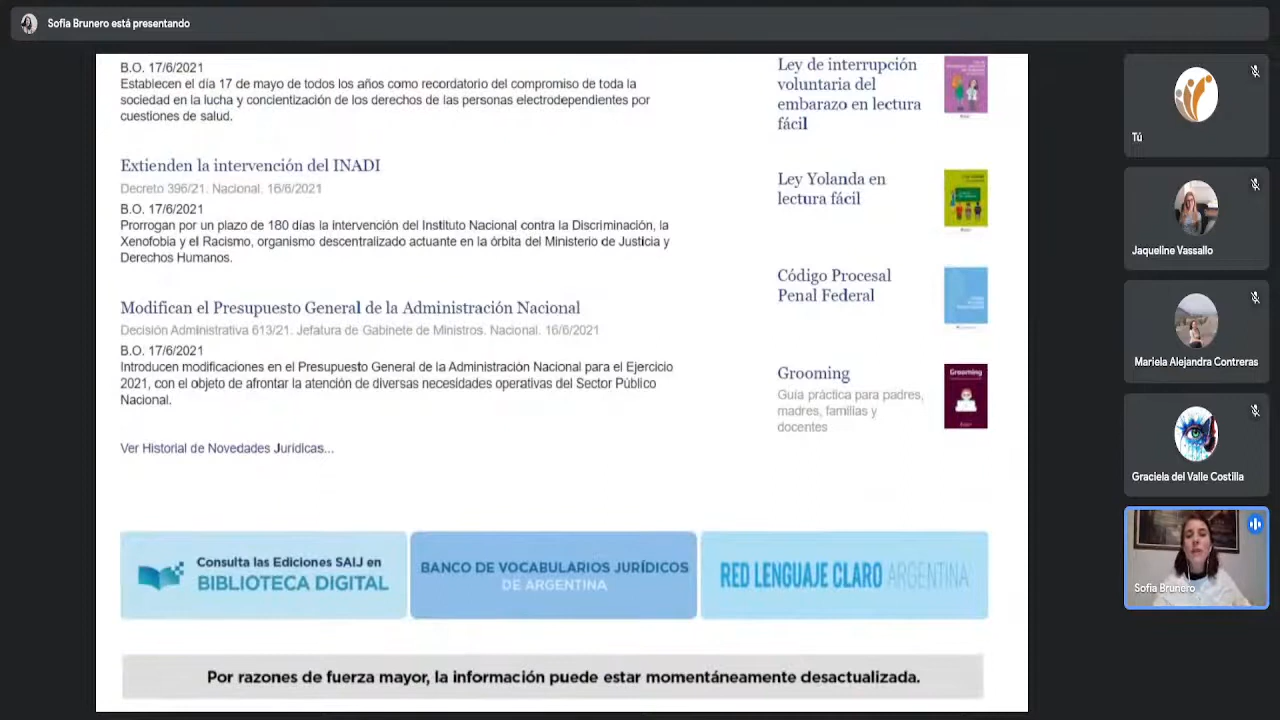 Sofia Brunero está presentando
B.O. 17/6/2021
Establecen el día 17 de mayo de todos los años como recordatorio del compromiso de toda la
sociedad en la lucha y concientización de los derechos de las personas electrodependientes por
cuestiones de salud.
Extienden la intervención del INADI
Decreto 396/21. Nacional. 16/6/2021
B.O. 17/6/2021
Prorrogan por un plazo de 180 días la intervención del Instituto Nacional contra la Discriminación, la
Xenofobia y el Racismo, organismo descentralizado actuante en la órbita del Ministerio de Justicia y
Derechos Humanos.
Modifican el Presupuesto General de la Administración Nacional
Decisión Administrativa 613/21. Jefatura de Gabinete de Ministros. Nacional. 16/6/2021
B.O. 17/6/2021
Introducen modificaciones en el Presupuesto General de la Administración Nacional para el Ejercicio
2021, con el objeto de afrontar la atención de diversas necesidades operativas del Sector Público
Nacional.
Ver Historial de Novedades Jurídicas...
Ley de interrupción
voluntaria del
embarazo en lectura
fácil
Ley Yolanda en
lectura fácil
Código Procesal
Penal Federal
Grooming
Guía práctica para padres,
madres, familias y
docentes
Grooming
Consulta las Ediciones SAIJ en
BIBLIOTECA DIGITAL
BANCO DE VOCABULARIOS JURÍDICOS
DE ARGENTINA
RED LENGUAJE CLARO ARGENTINA
Por razones de fuerza mayor, la información puede estar momentáneamente desactualizada.
Tú
Jaqueline Vassallo
Mariela Alejandra Contreras
Graciela del Valle Costilla
Sofia Brunero